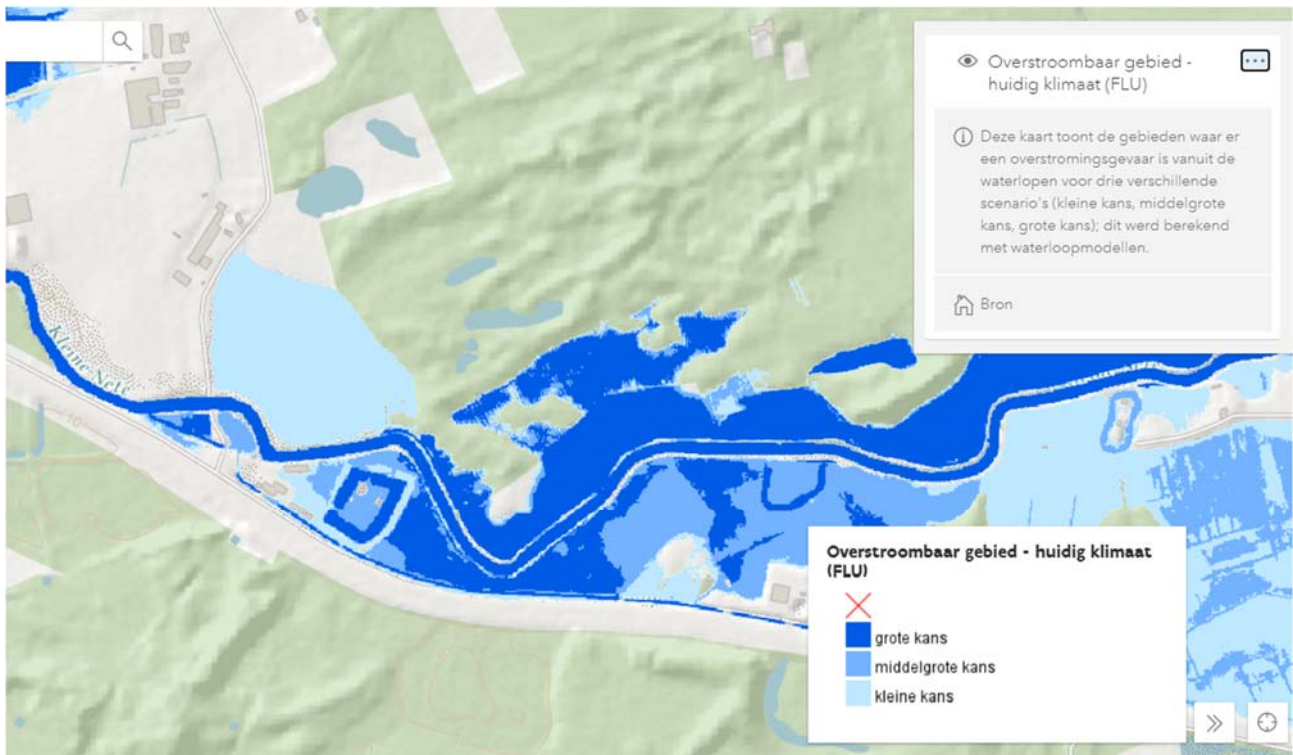 Overstroombaar gebied -
huidig klimaat (FLU)
Deze kaart toont de gebieden waar er
een overstromingsgevaar is vanuit de
waterlopen voor drie verschillende
scenario's (kleine kans, middelgrote
kans, grote kans); dit werd berekend
met waterloopmodellen.
Bron
Kleine Nete
10
Overstroombaar gebied - huidig klimaat
(FLU)
grote kans
middelgrote kans
kleine kans